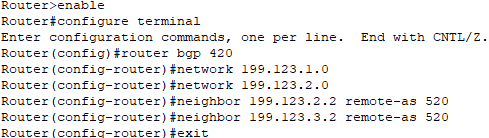 Router>enable
Router#configure terminal
Enter configuration commands, one per line.  End with CNTL/Z.
Router(config)#router bgp 420
Router(config-router)#network 199.123.1.0
Router(config-router)#network 199.123.2.0
Router(config-router)#neighbor 199.123.2.2 remote-as 520
Router(config-router)#neighbor 199.123.3.2 remote-as 520
Router(config-router)#exit